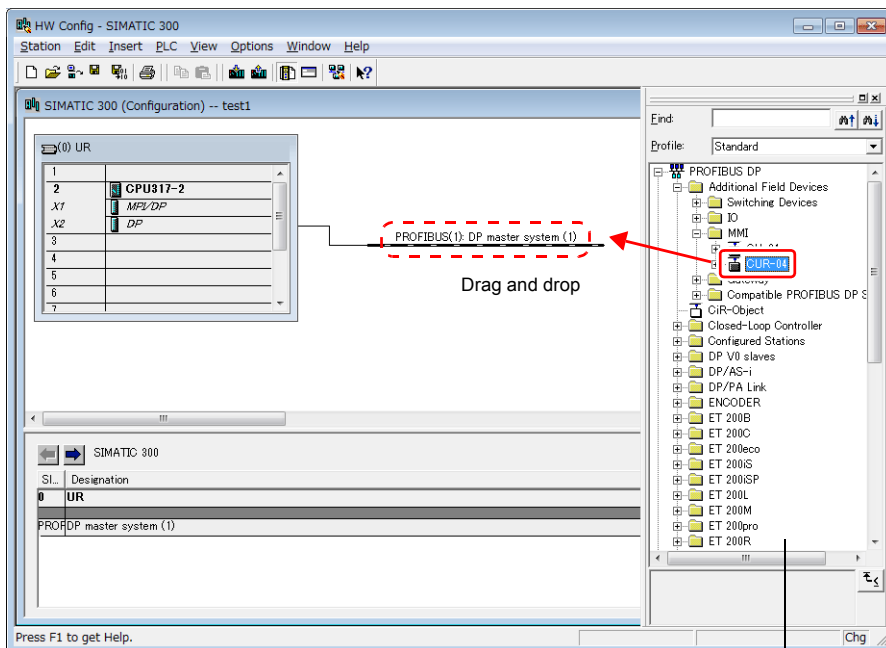 HW Config - SIMATIC 300
Station Edit Insert PLC View Options Window Help
SIMATIC 300 (Configuration) -- test1
(0) UR
1
2 CPU317-2
X1 MPI/DP
X2 DP
3
4
5
6
7
PROFIBUS(1): DP master system (1)
Drag and drop
Find:
Profile: Standard
PROFIBUS DP
Additional Field Devices
Switching Devices
IO
MMI
CUR-04
Gateway
Compatible PROFIBUS DP S
CiR-Object
Closed-Loop Controller
Configured Stations
DP V0 slaves
DP/AS-i
DP/PA Link
ENCODER
ET 200B
ET 200C
ET 200eco
ET 200iS
ET 200iSP
ET 200L
ET 200M
ET 200pro
ET 200R
SIMATIC 300
Sl... Designation
0 UR
PROF DP master system (1)
Press F1 to get Help.
Chg